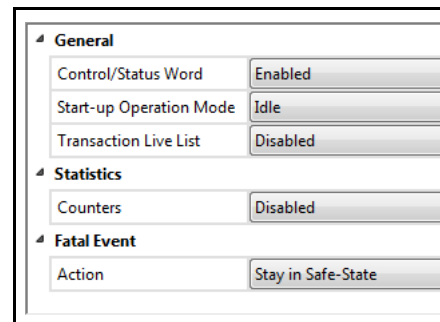 General
Control/Status Word Enabled
Start-up Operation Mode Idle
Transaction Live List Disabled
Statistics
Counters Disabled
Fatal Event
Action Stay in Safe-State